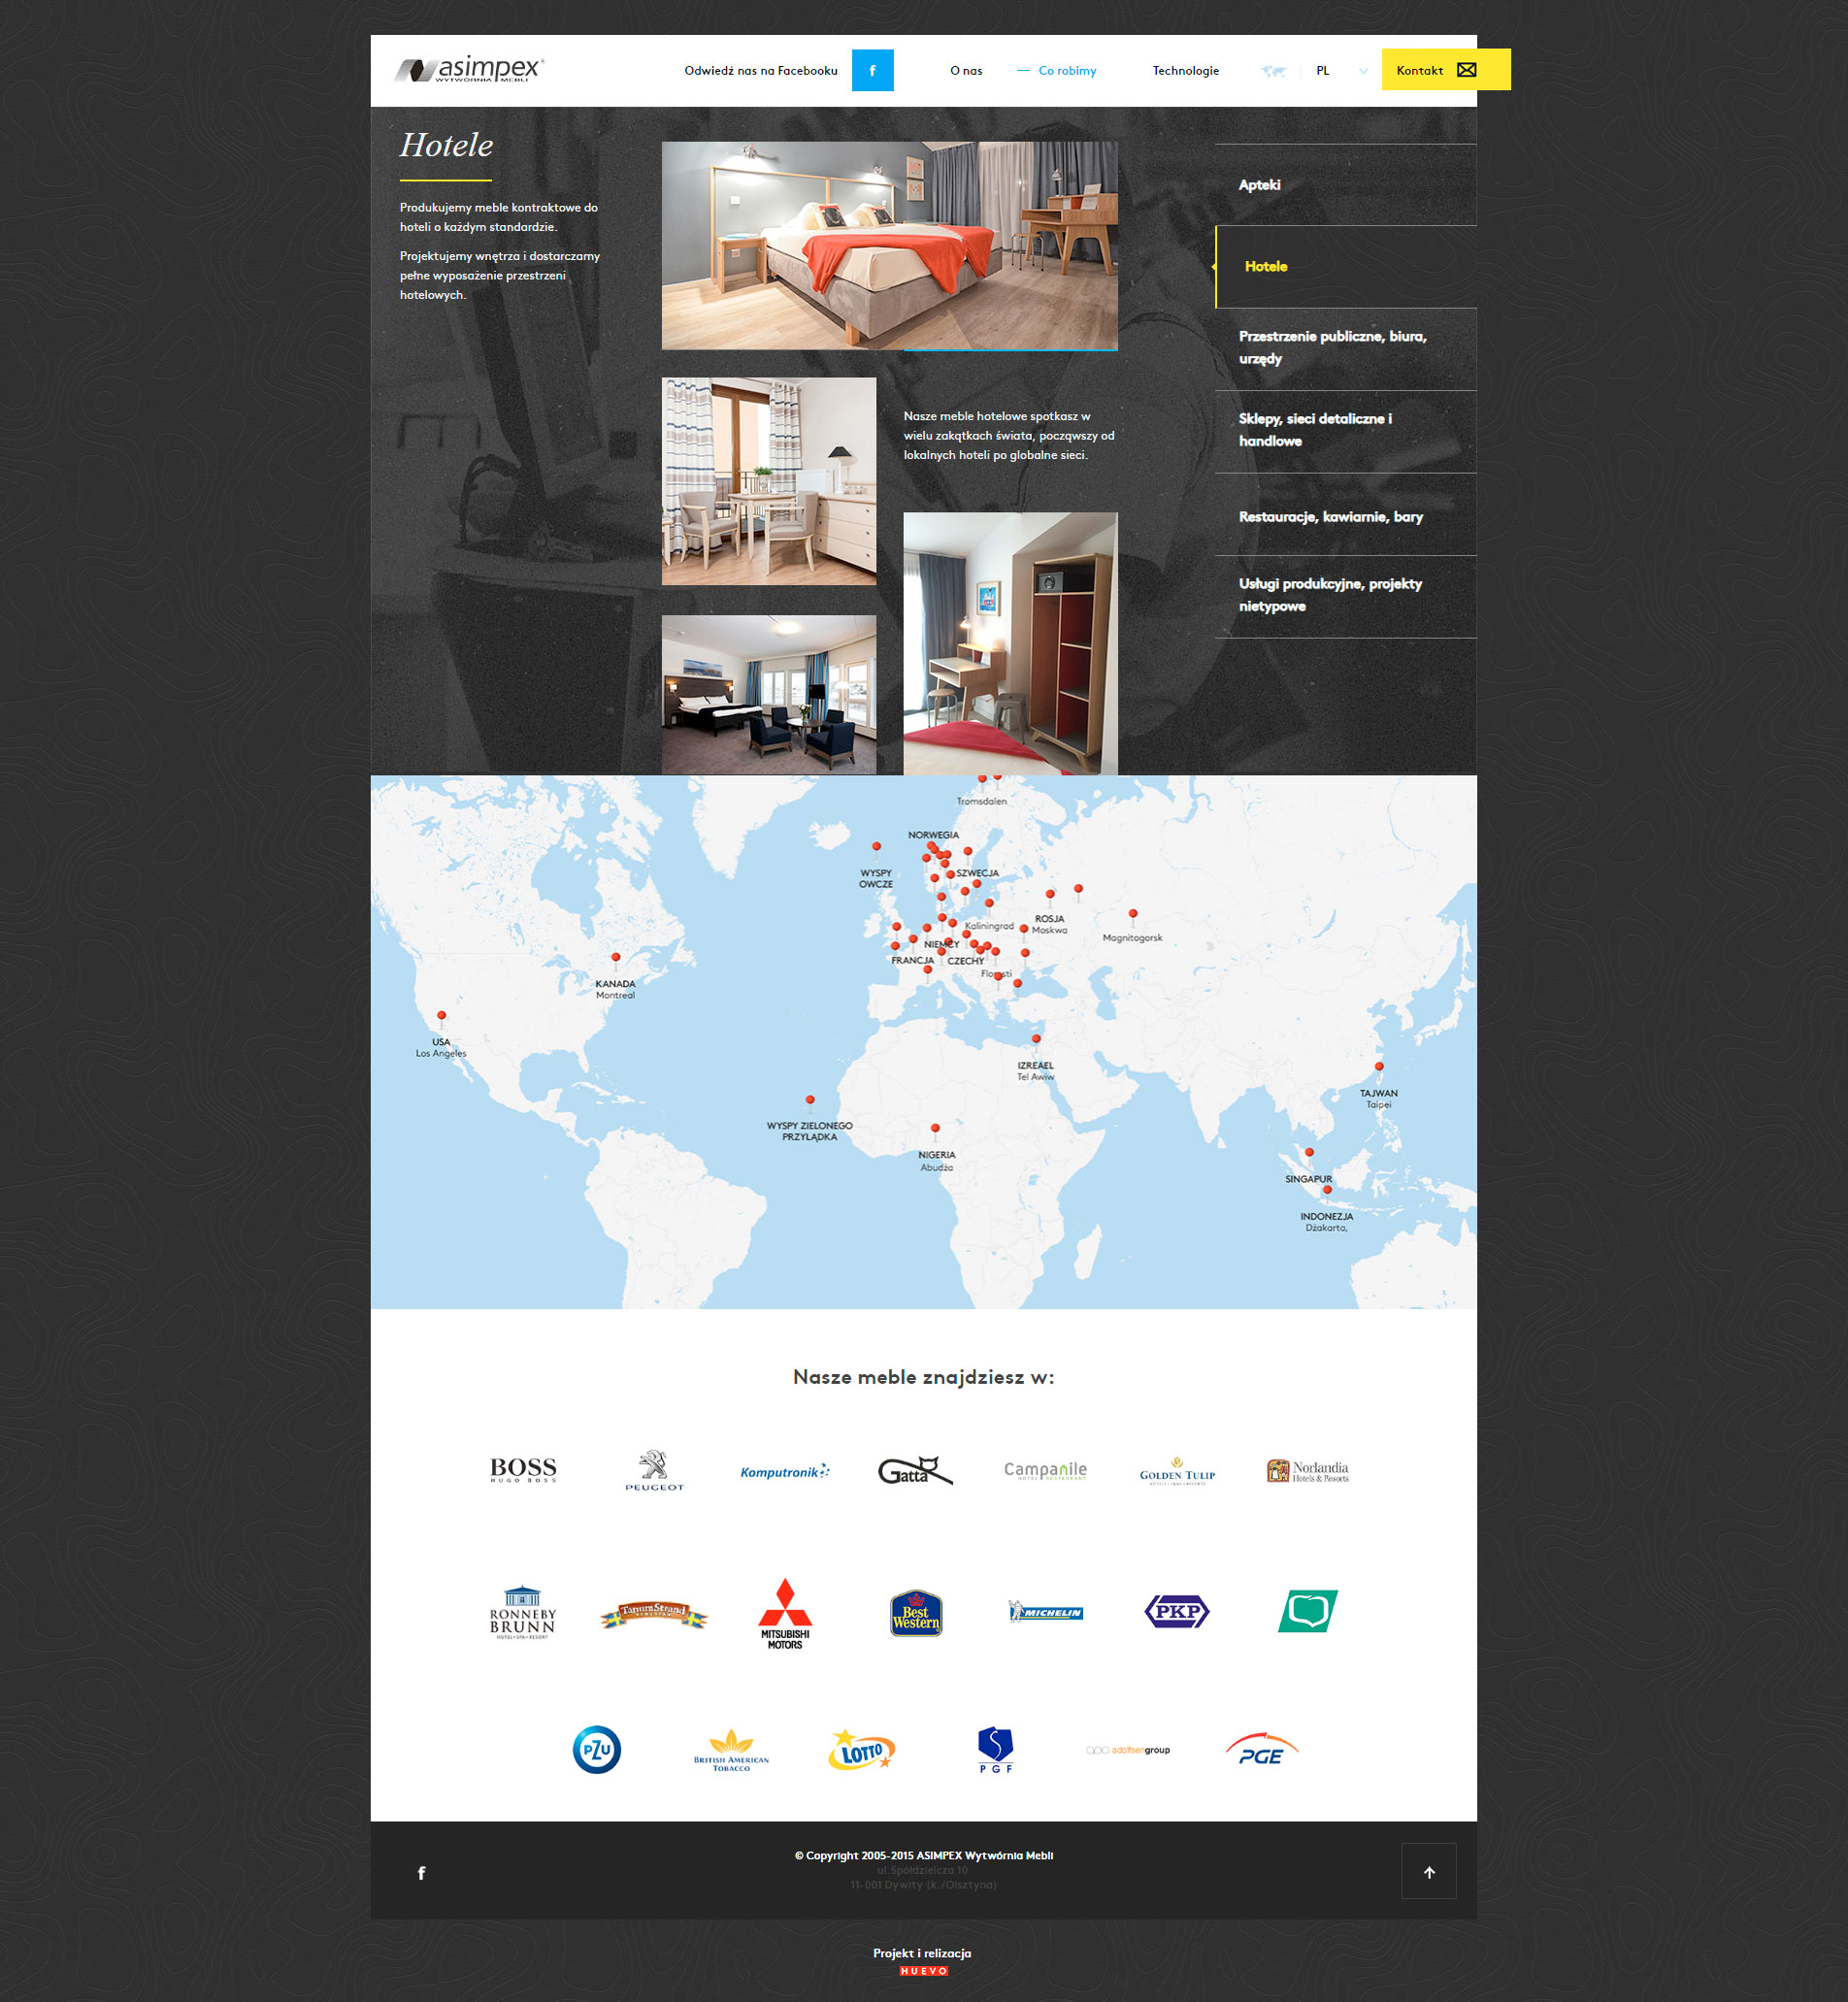 asimpex
WYTWÓRNIA MEBLI
Odwiedź nas na Facebooku
f
O nas
Co robimy
Technologie
PL
Kontakt
Hotele
Produkujemy meble kontraktowe do
hoteli o każdym standardzie.
Projektujemy wnętrza i dostarczamy
pełne wyposażenie przestrzeni
hotelowych.
Nasze meble hotelowe spotkasz w
wielu zakątkach świata, począwszy od
lokalnych hoteli po globalne sieci.
Apteki
Hotele
Przestrzenie publiczne, biura,
urzędy
Sklepy, sieci detaliczne i
handlowe
Restauracje, kawiarnie, bary
Usługi produkcyjne, projekty
nietypowe
Tromsdalen
NORWEGIA
WYSPY
OWCZE
SZWECJA
Kaliningrad
ROSJA
Moskwa
Magnitogorsk
NIEMCY
FRANCJA
CZECHY
KANADA
Montreal
USA
Los Angeles
IZREAEL
Tel Awiw
TAJWAN
Taipei
WYSPY ZIELONEGO
PRZYLĄDKA
NIGERIA
Abudża
SINGAPUR
INDONEZJA
Dżakarta,
Nasze meble znajdziesz w:
BOSS
HUGO BOSS
PEUGEOT
Komputronik
Gatta
Campanile
HOTEL RESTAURANT
GOLDEN TULIP
Norlandia
Hotels & Resorts
RONNEBY
BRUNN
HOTEL•SPA•RESORT
TanumStrand
MITSUBISHI
MOTORS
Best
Western
MICHELIN
PKP
PZU
BRITISH AMERICAN
TOBACCO
LOTTO
PGF
adolfsengroup
PGE
f
© Copyright 2005-2015 ASIMPEX Wytwórnia Mebli
ul.Spółdzielcza 10
11-001 Dywity (k./Olsztyna)
Projekt i relizacja
HUEVO